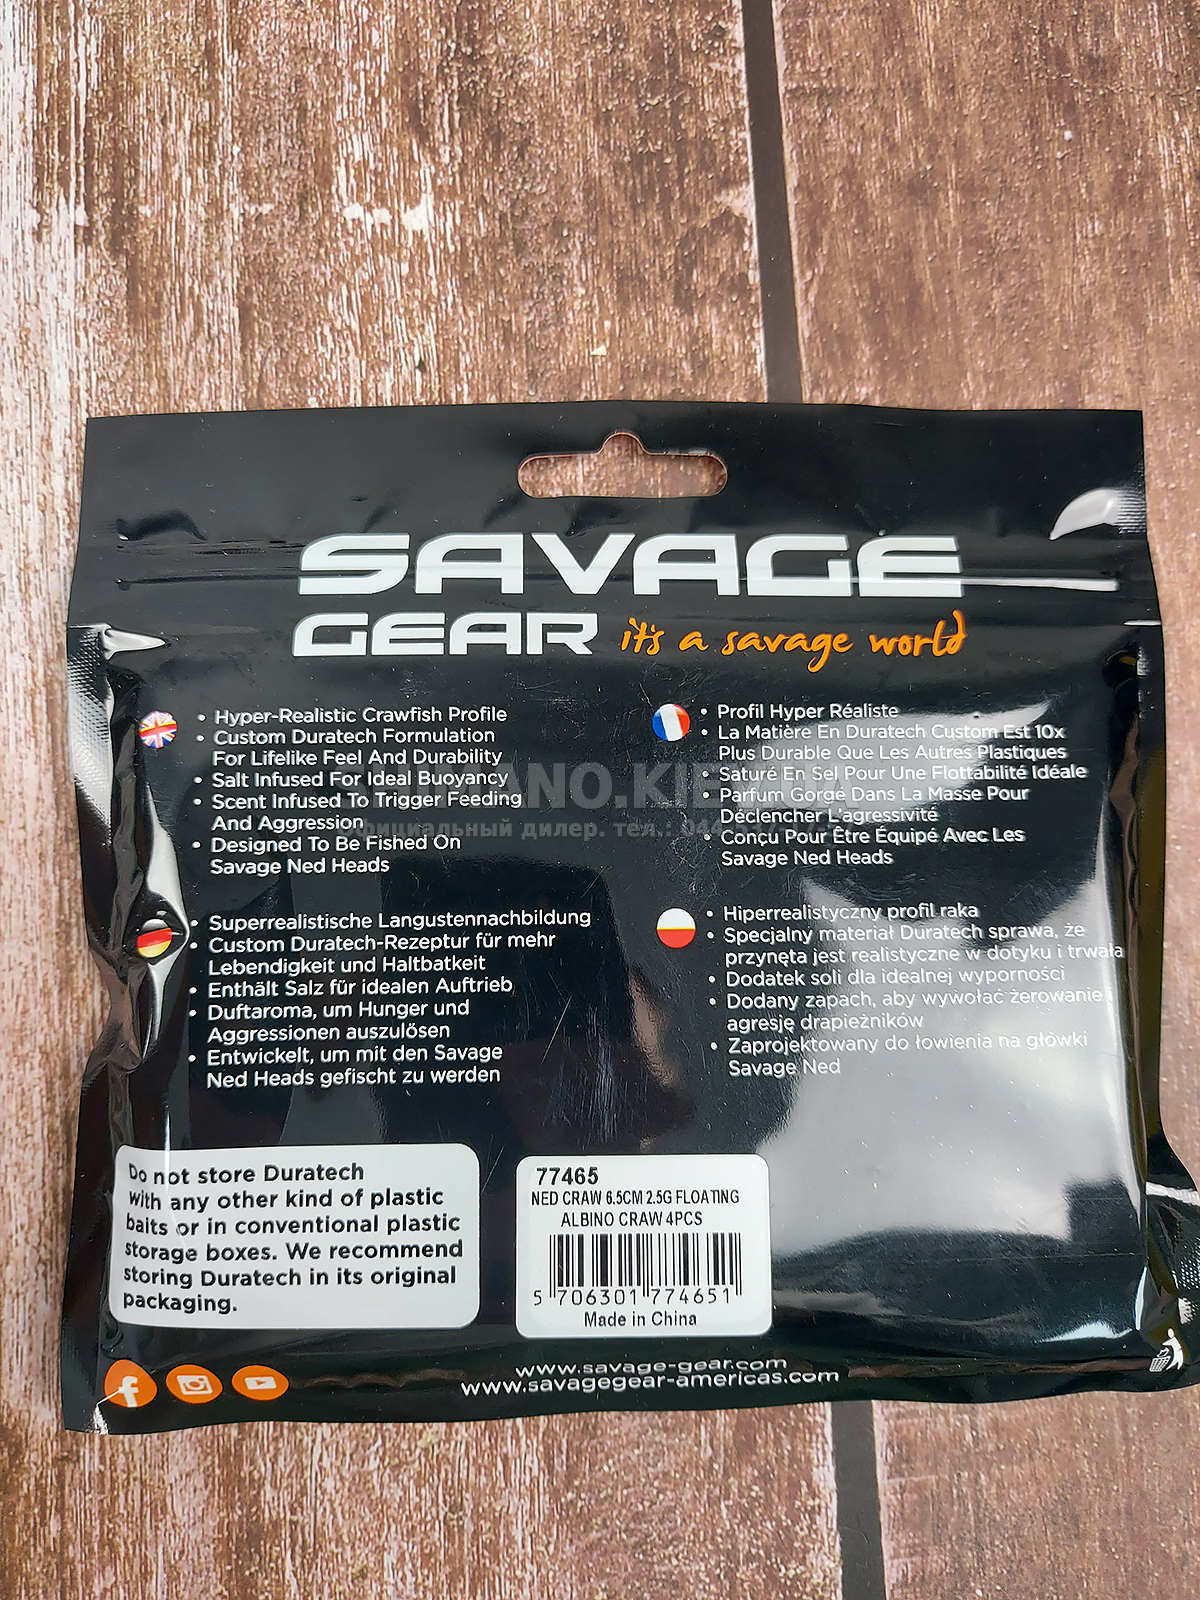 SAVAGE
GEAR it's a savage world
• Hyper-Realistic Crawfish Profile
• Custom Duratech Formulation
For Lifelike Feel And Durability
• Salt Infused For Ideal Buoyancy
• Scent Infused To Trigger Feeding
And Aggression
• Designed To Be Fished On
Savage Ned Heads
• Profil Hyper Réaliste
• La Matière En Duratech Custom Est 10x
Plus Durable Que Les Autres Plastiques
• Saturé En Sel Pour Une Flottabilité Idéale
• Parfum Gorgé Dans La Masse Pour
Déclencher L'agressivité
• Conçu Pour Être Équipé Avec Les
Savage Ned Heads
• Superrealistische Langustennachbildung
• Custom Duratech-Rezeptur für mehr
Lebendigkeit und Haltbatkeit
• Enthält Salz für idealen Auftrieb
• Duftaroma, um Hunger und
Aggressionen auszulösen
• Entwickelt, um mit den Savage
Ned Heads gefischt zu werden
• Hiperrealistyczny profil raka
• Specjalny materiał Duratech sprawa, że
przynęta jest realistyczne w dotyku i trwała
• Dodatek soli dla idealnej wyporności
• Dodany zapach, aby wywołać żerowanie i
agresję drapieżników
• Zaprojektowany do łowienia na główki
Savage Ned
Официальный дилер. тел.:
Do not store Duratech
with any other kind of plastic
baits or in conventional plastic
storage boxes. We recommend
storing Duratech in its original
packaging.
77465
NED CRAW 6.5CM 2.5G FLOATING
ALBINO CRAW 4PCS
5 706301 774651
Made in China
www.savage-gear.com
www.savagegear-americas.com